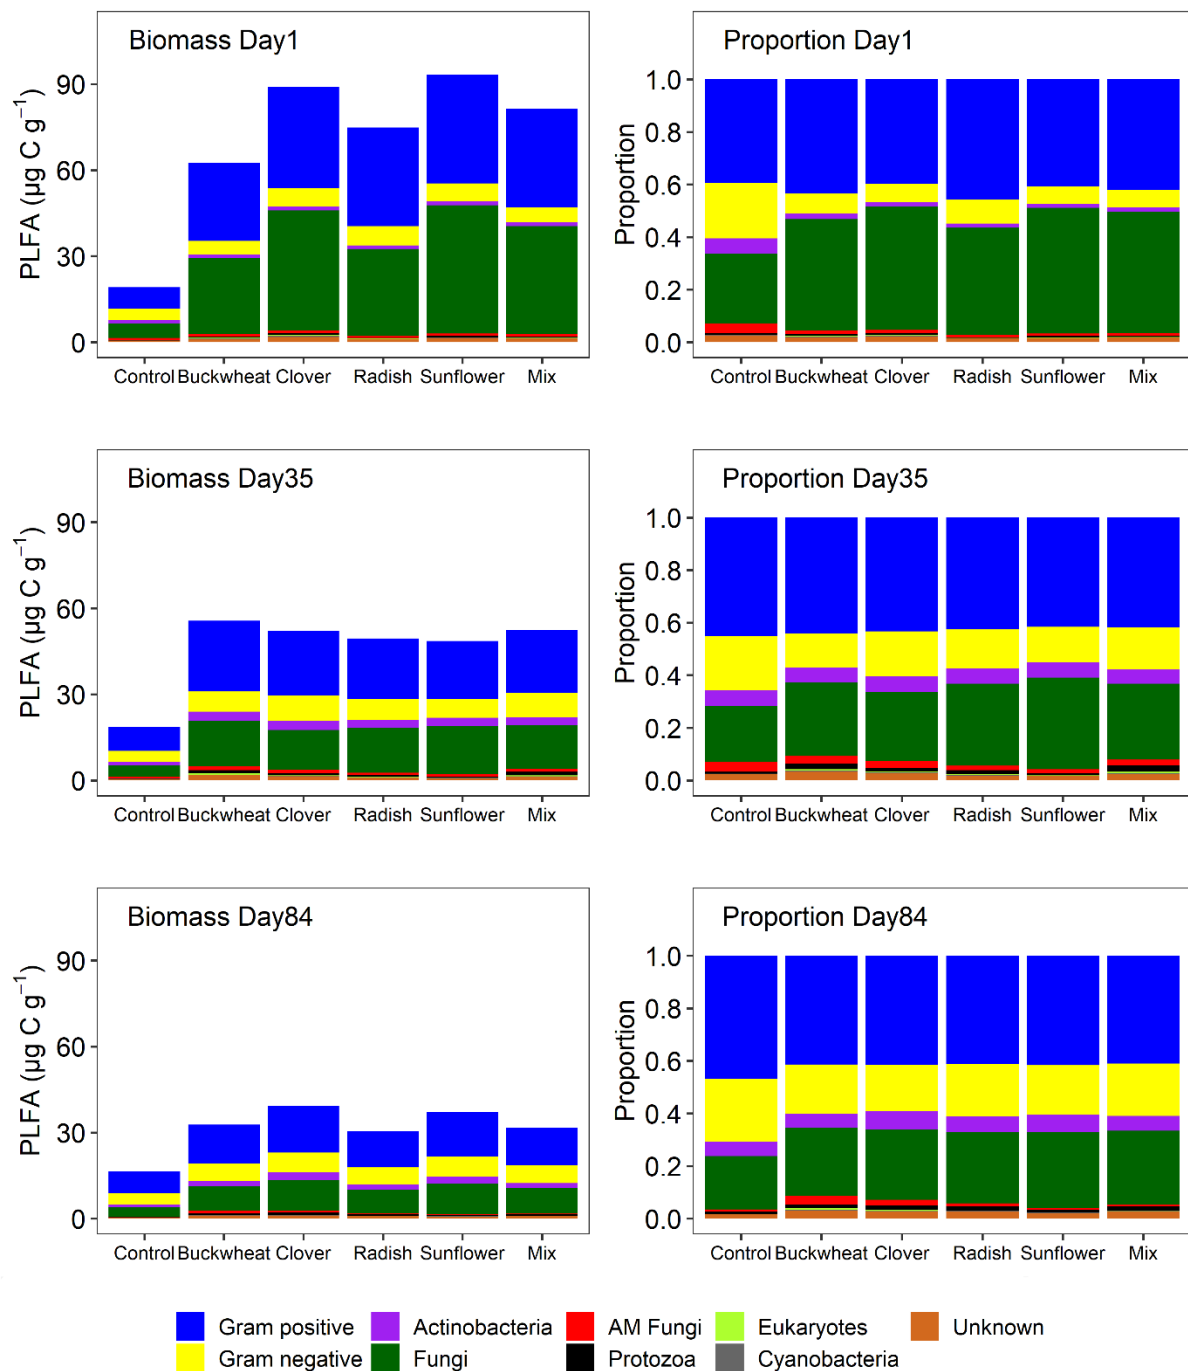 Biomass Day1
PLFA (µg C g⁻¹)
90
60
30
0
Control Buckwheat Clover Radish Sunflower Mix
Proportion Day1
Proportion
1.0
0.8
0.6
0.4
0.2
0.0
Control Buckwheat Clover Radish Sunflower Mix
Biomass Day35
PLFA (µg C g⁻¹)
90
60
30
0
Control Buckwheat Clover Radish Sunflower Mix
Proportion Day35
Proportion
1.0
0.8
0.6
0.4
0.2
0.0
Control Buckwheat Clover Radish Sunflower Mix
Biomass Day84
PLFA (µg C g⁻¹)
90
60
30
0
Control Buckwheat Clover Radish Sunflower Mix
Proportion Day84
Proportion
1.0
0.8
0.6
0.4
0.2
0.0
Control Buckwheat Clover Radish Sunflower Mix
Gram positive Actinobacteria AM Fungi Eukaryotes Unknown
Gram negative Fungi Protozoa Cyanobacteria